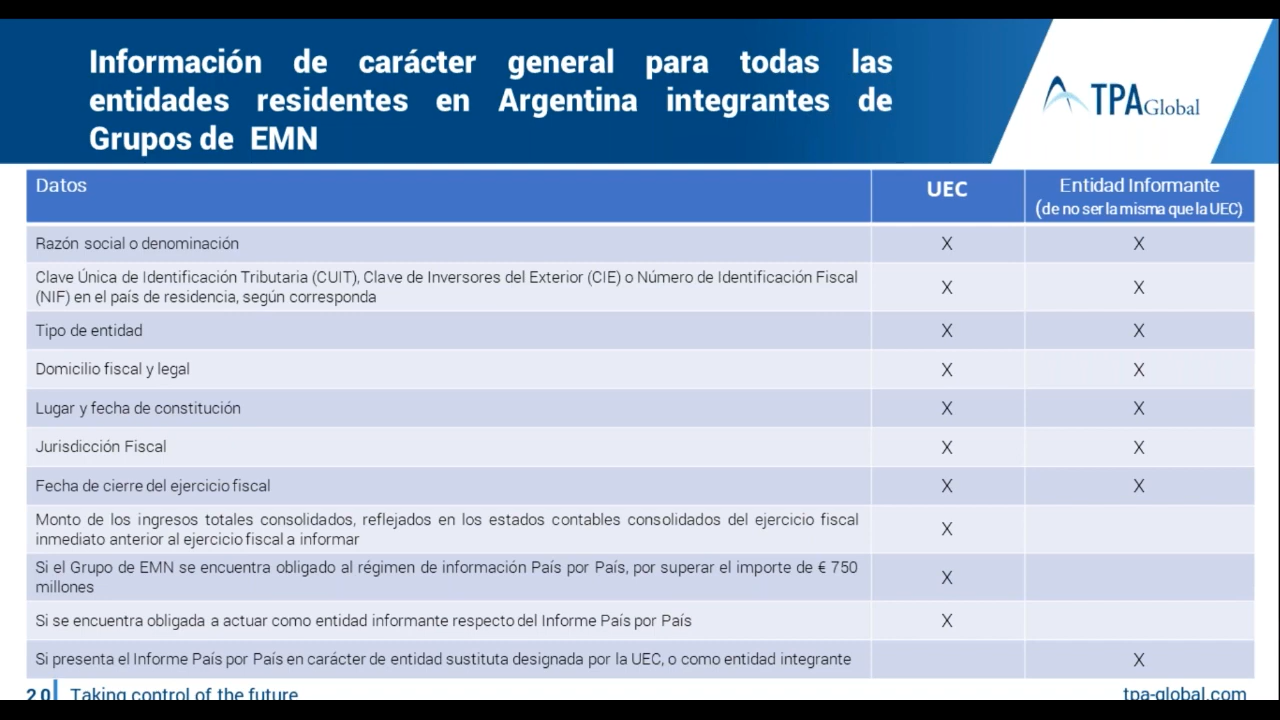 Información de carácter general para todas las
entidades residentes en Argentina integrantes de
Grupos de EMN
TPA Global
Datos UEC Entidad Informante
(de no ser la misma que la UEC)
Razón social o denominación X X
Clave Única de Identificación Tributaria (CUIT), Clave de Inversores del Exterior (CIE) o Número de Identificación Fiscal
(NIF) en el país de residencia, según corresponda X X
Tipo de entidad X X
Domicilio fiscal y legal X X
Lugar y fecha de constitución X X
Jurisdicción Fiscal X X
Fecha de cierre del ejercicio fiscal X X
Monto de los ingresos totales consolidados, reflejados en los estados contables consolidados del ejercicio fiscal
inmediato anterior al ejercicio fiscal a informar X
Si el Grupo de EMN se encuentra obligado al régimen de información País por País, por superar el importe de € 750
millones X
Si se encuentra obligada a actuar como entidad informante respecto del Informe País por País X
Si presenta el Informe País por País en carácter de entidad sustituta designada por la UEC, o como entidad integrante X
20 Taking control of the future tpa-global.com